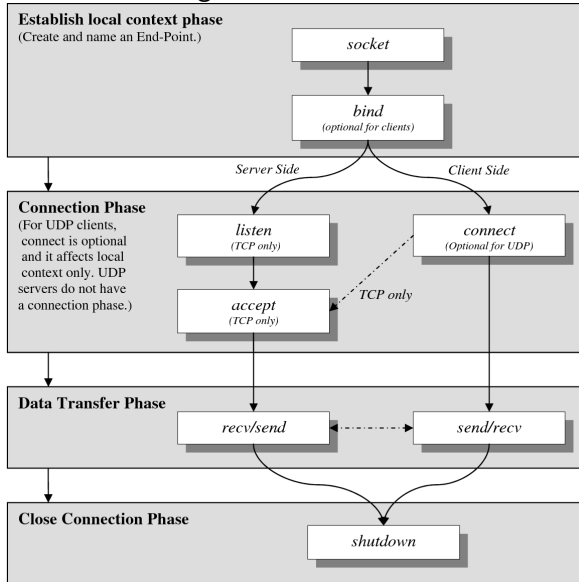 Establish local context phase
(Create and name an End-Point.)
socket
bind
(optional for clients)
Server Side
Client Side
Connection Phase
(For UDP clients,
connect is optional
and it affects local
context only. UDP
servers do not have
a connection phase.)
listen
(TCP only)
connect
(Optional for UDP)
TCP only
accept
(TCP only)
Data Transfer Phase
recv/send
send/recv
Close Connection Phase
shutdown